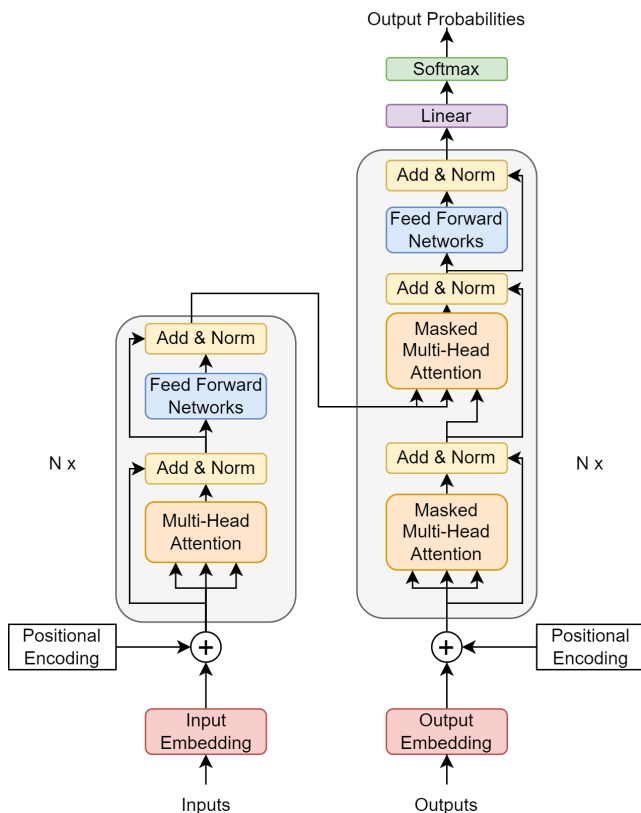 Output Probabilities
Softmax
Linear
Add & Norm
Feed Forward
Networks
Add & Norm
Masked
Multi-Head
Attention
Add & Norm
Masked
Multi-Head
Attention
N x
Positional
Encoding
Output
Embedding
Outputs
Add & Norm
Feed Forward
Networks
Add & Norm
Multi-Head
Attention
N x
Positional
Encoding
Input
Embedding
Inputs